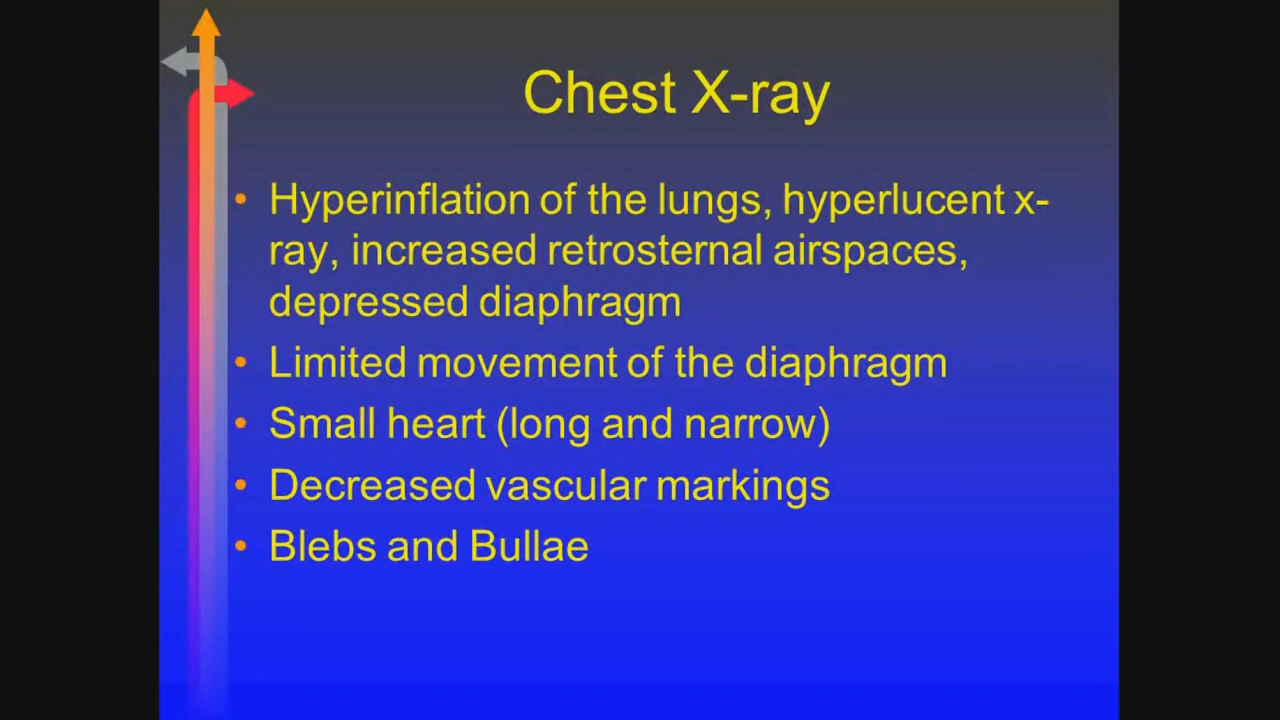 Chest X-ray
• Hyperinflation of the lungs, hyperlucent x-
ray, increased retrosternal airspaces,
depressed diaphragm
• Limited movement of the diaphragm
• Small heart (long and narrow)
• Decreased vascular markings
• Blebs and Bullae